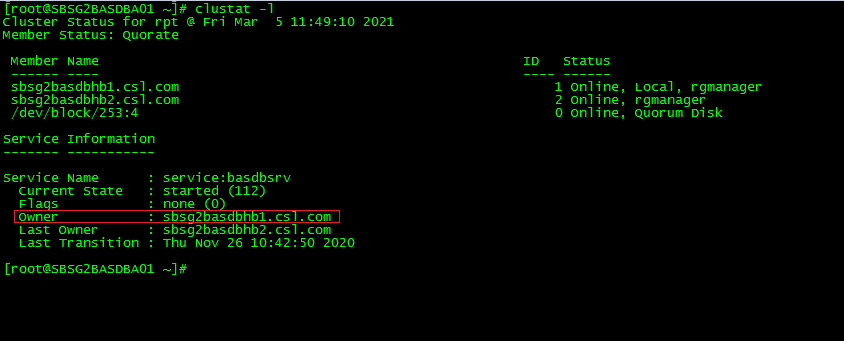 [root@SBSG2BASDBA01 ~]# clustat -l
Cluster Status for rpt @ Fri Mar  5 11:49:10 2021
Member Status: Quorate
Member Name                                                     ID   Status
------ ----                                                     ---- ------
sbsg2basdbhb1.csl.com                                               1 Online, Local, rgmanager
sbsg2basdbhb2.csl.com                                               2 Online, rgmanager
/dev/block/253:4                                                    0 Online, Quorum Disk
Service Information
------- -----------
Service Name      : service:basdbsrv
  Current State   : started (112)
  Flags           : none (0)
  Owner           : sbsg2basdbhb1.csl.com
  Last Owner      : sbsg2basdbhb2.csl.com
  Last Transition : Thu Nov 26 10:42:50 2020
[root@SBSG2BASDBA01 ~]#